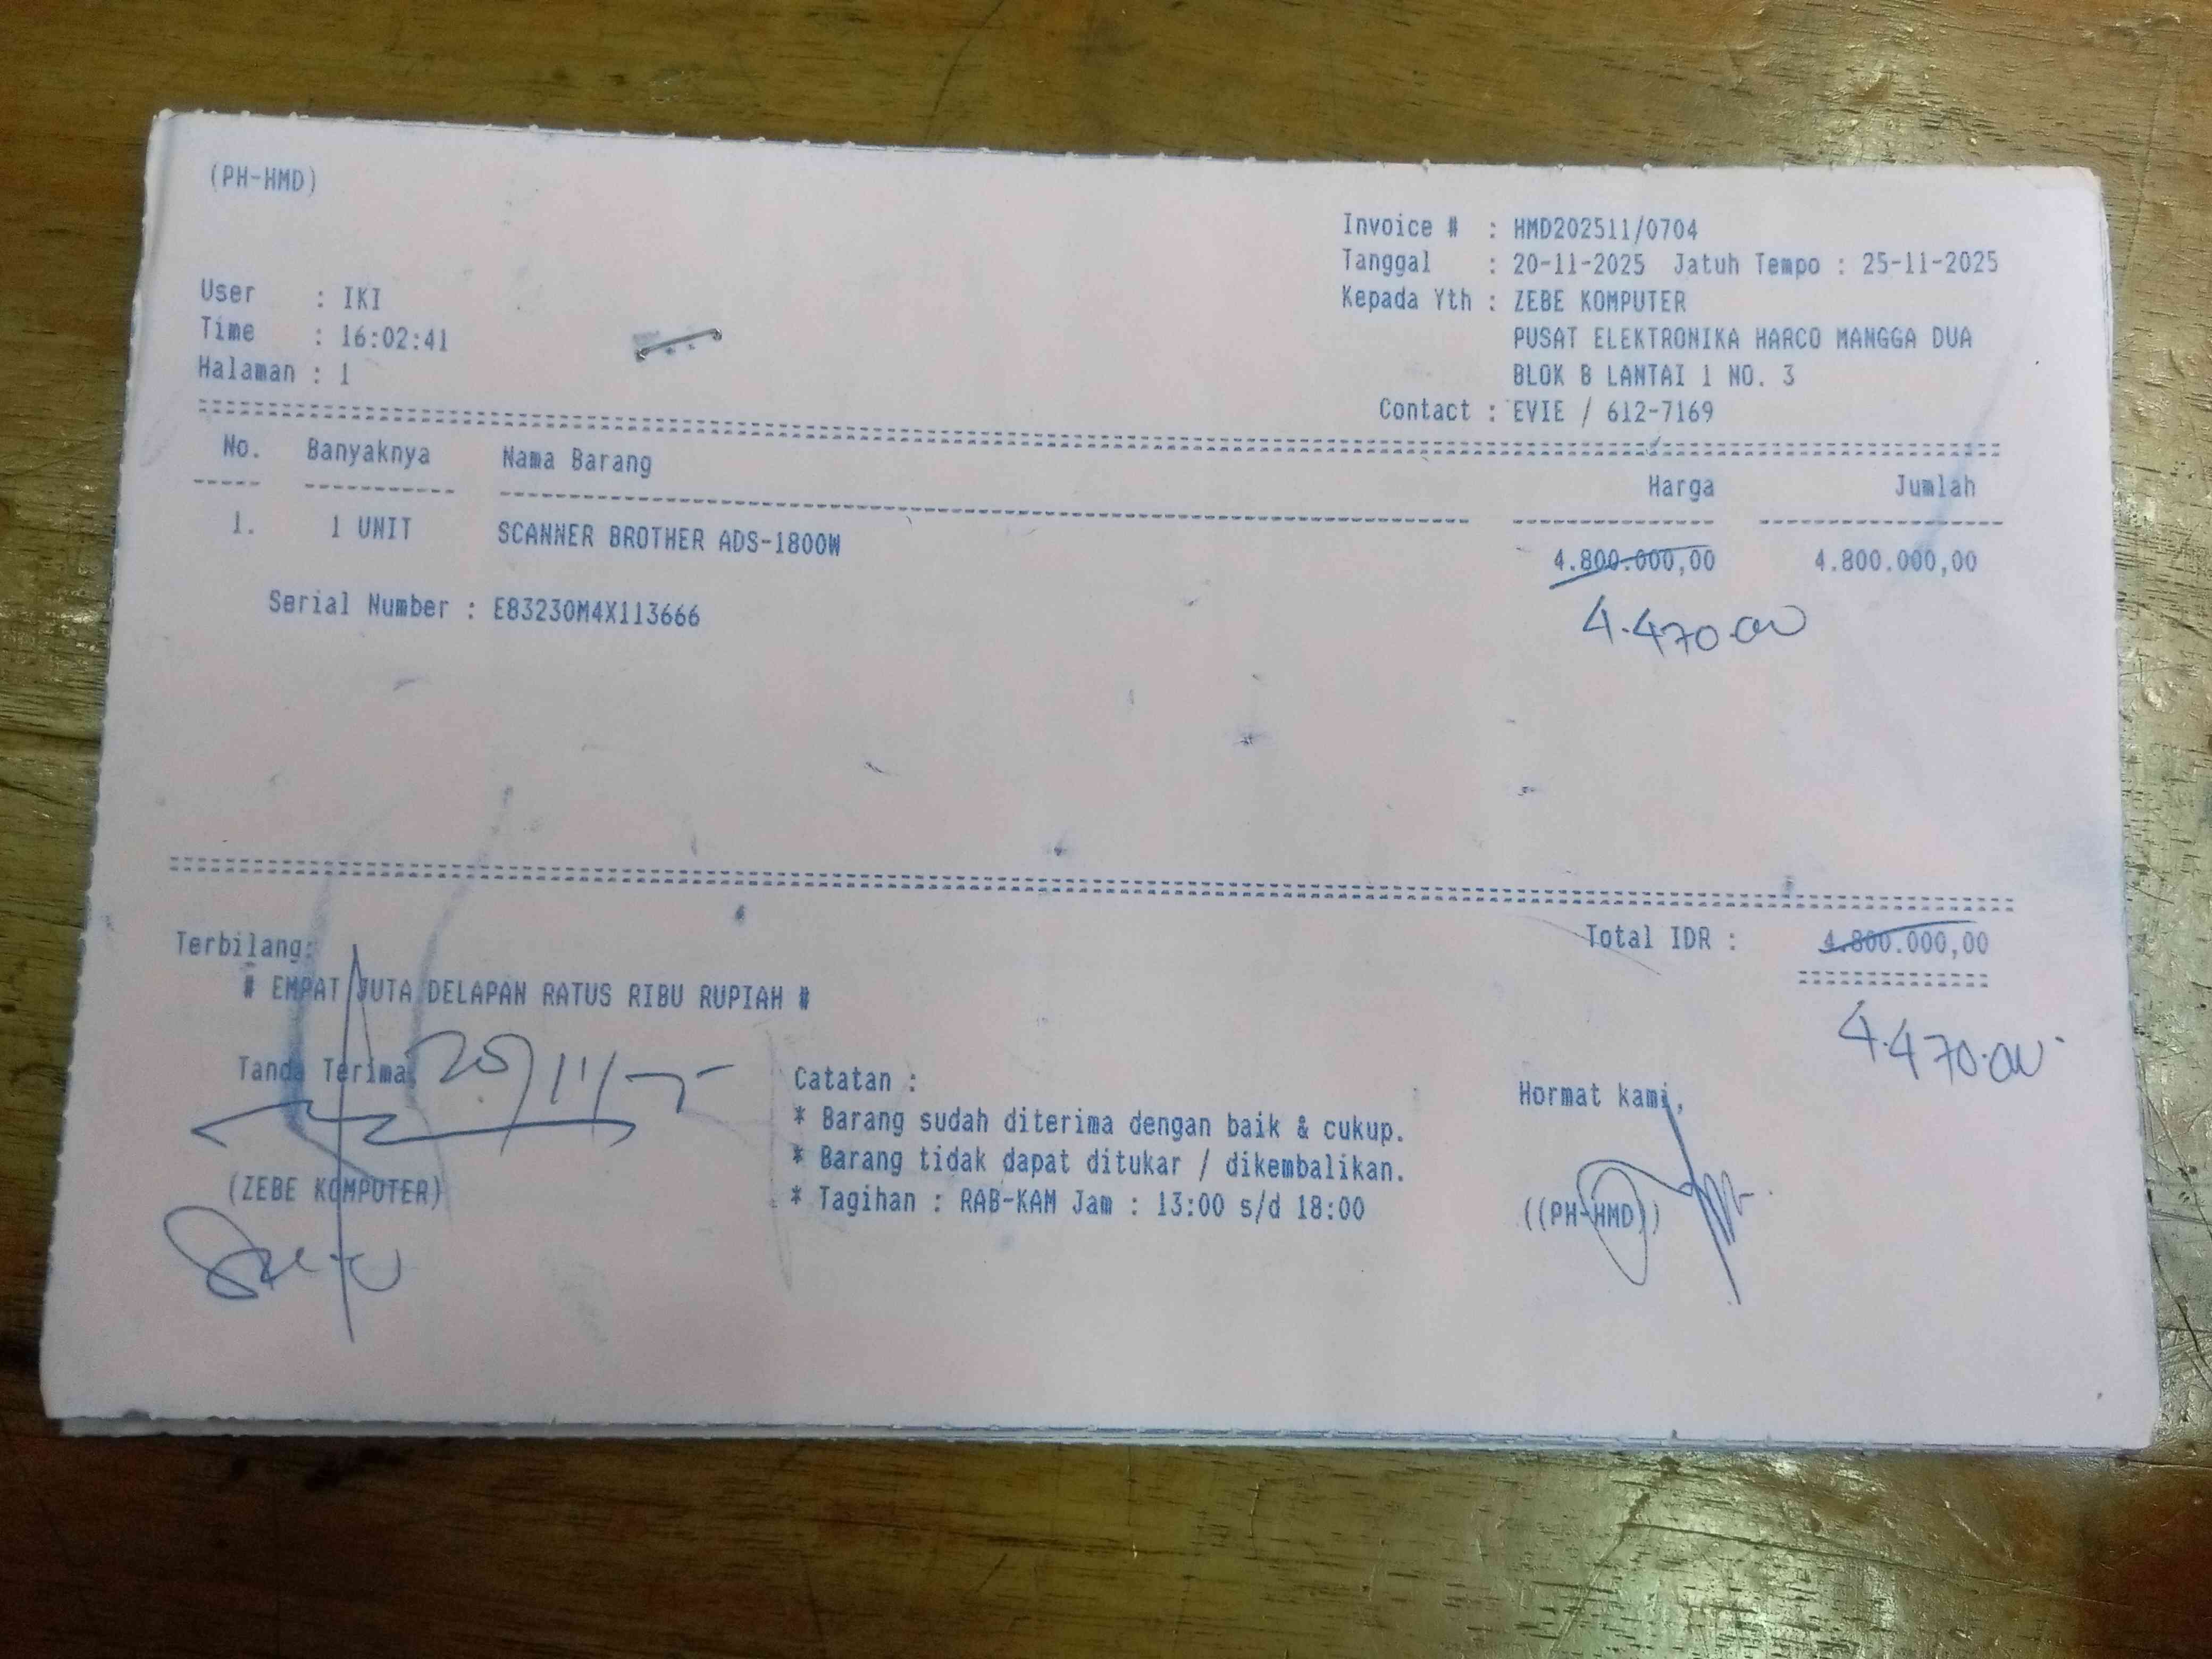 (PH-HMD)
Invoice # : HMD202511/0704
Tanggal : 20-11-2025 Jatuh Tempo : 25-11-2025
Kepada Yth : ZEBE KOMPUTER
PUSAT ELEKTRONIKA HARCO MANGGA DUA
BLOK B LANTAI 1 NO. 3
Contact : EVIE / 612-7169
User : IKI
Time : 16:02:41
Halaman : 1
No. Banyaknya Nama Barang Harga Jumlah
1. 1 UNIT SCANNER BROTHER ADS-1800W 4.800.000,00 4.800.000,00
4.470.00
Serial Number : E83230M4X113666
Terbilang: Total IDR : 4.800.000,00
# EMPAT JUTA DELAPAN RATUS RIBU RUPIAH #
4.470.00
Tanda Terima,
(ZEBE KOMPUTER)
Catatan :
* Barang sudah diterima dengan baik & cukup.
* Barang tidak dapat ditukar / dikembalikan.
* Tagihan : RAB-KAM Jam : 13:00 s/d 18:00
Hormat kami,
((PH-HMD))